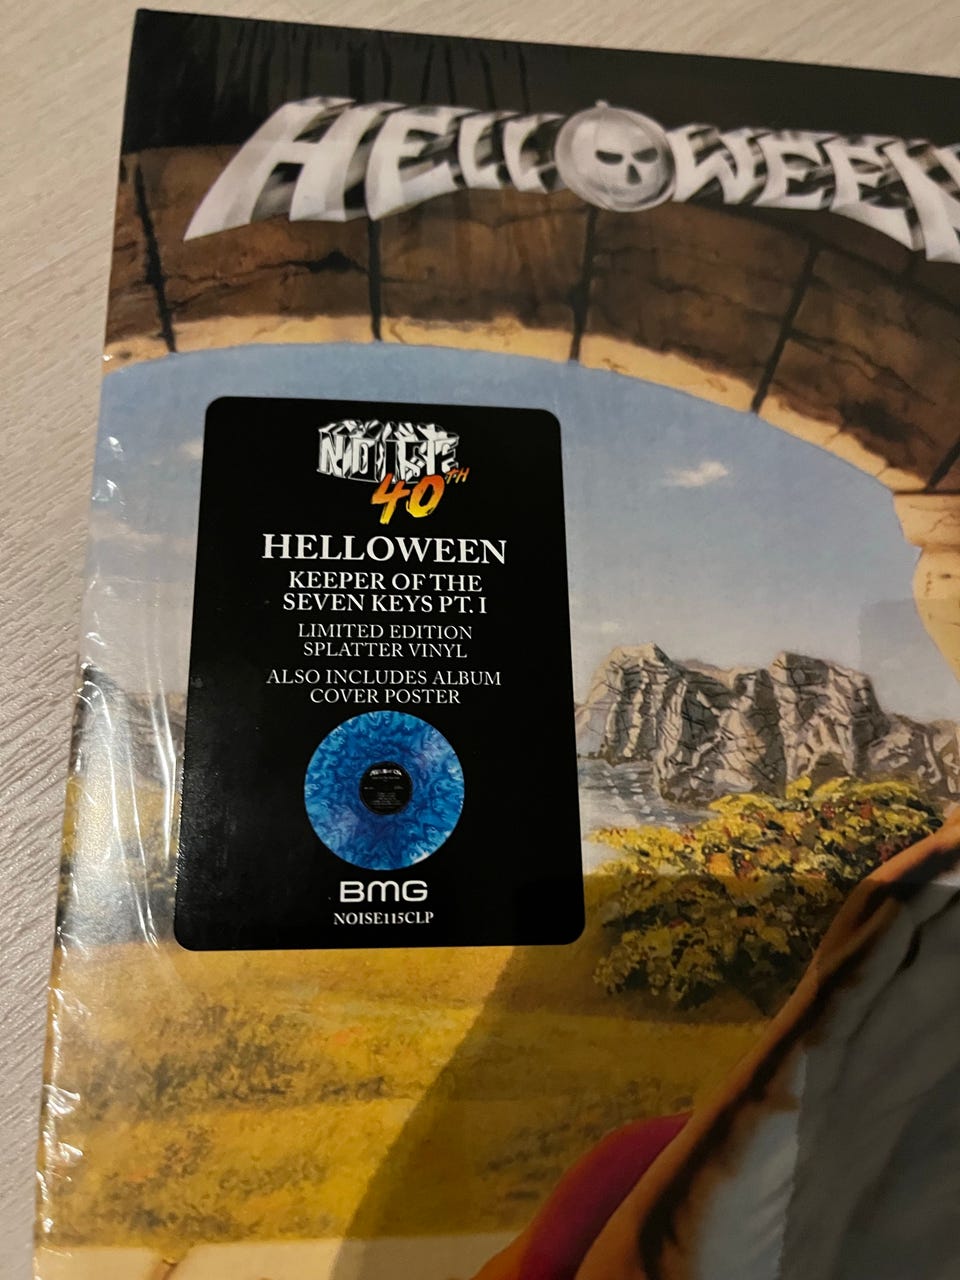 HELLOWEEN
NOISE
40TH
HELLOWEEN
KEEPER OF THE
SEVEN KEYS PT. I
LIMITED EDITION
SPLATTER VINYL
ALSO INCLUDES ALBUM
COVER POSTER
HELLOWEEN
BMG
NOISE115CLP